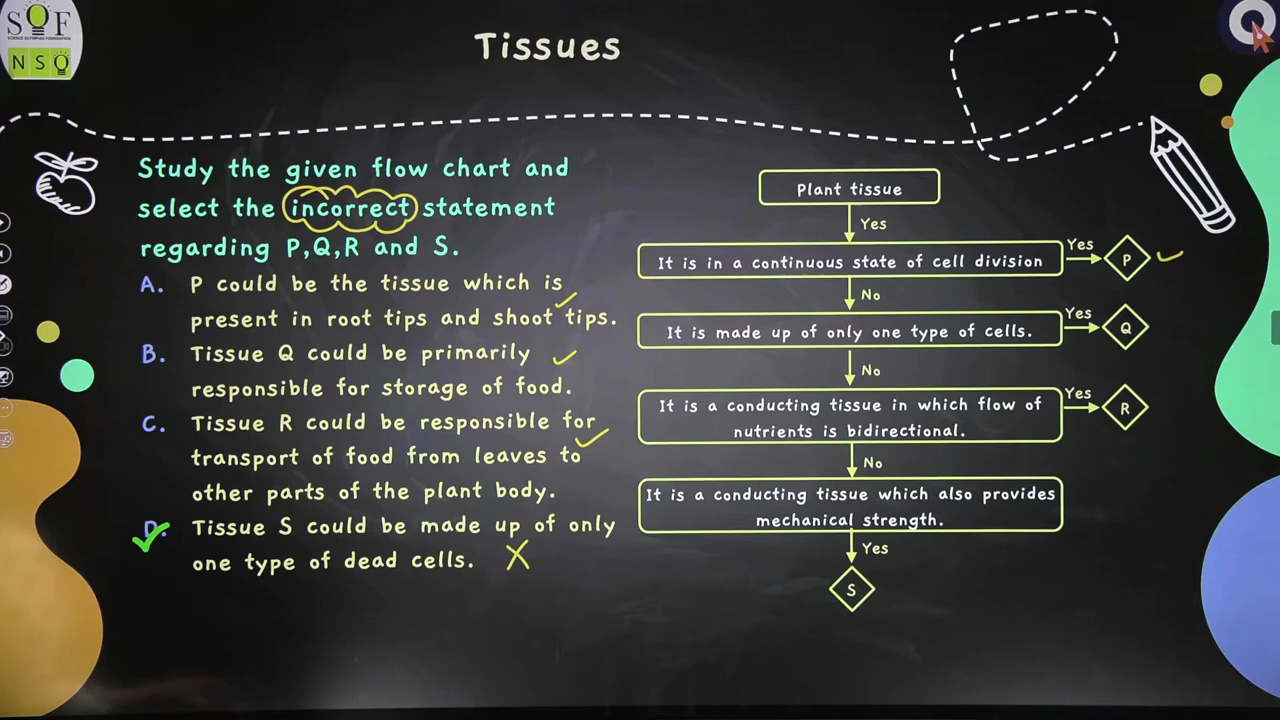 SOF
SCIENCE OLYMPIAD FOUNDATION
NSO
Tissues
Study the given flow chart and
select the incorrect statement
regarding P,Q,R and S.
A. P could be the tissue which is
present in root tips and shoot tips.
B. Tissue Q could be primarily
responsible for storage of food.
C. Tissue R could be responsible for
transport of food from leaves to
other parts of the plant body.
D. Tissue S could be made up of only
one type of dead cells.
Plant tissue
Yes
It is in a continuous state of cell division
Yes
P
No
It is made up of only one type of cells.
Yes
Q
No
It is a conducting tissue in which flow of
nutrients is bidirectional.
Yes
R
No
It is a conducting tissue which also provides
mechanical strength.
Yes
S